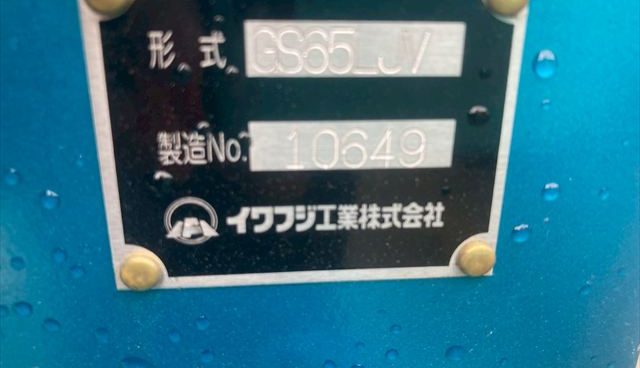 形式 GS65_JV
製造No. 10649
イワフジ工業株式会社